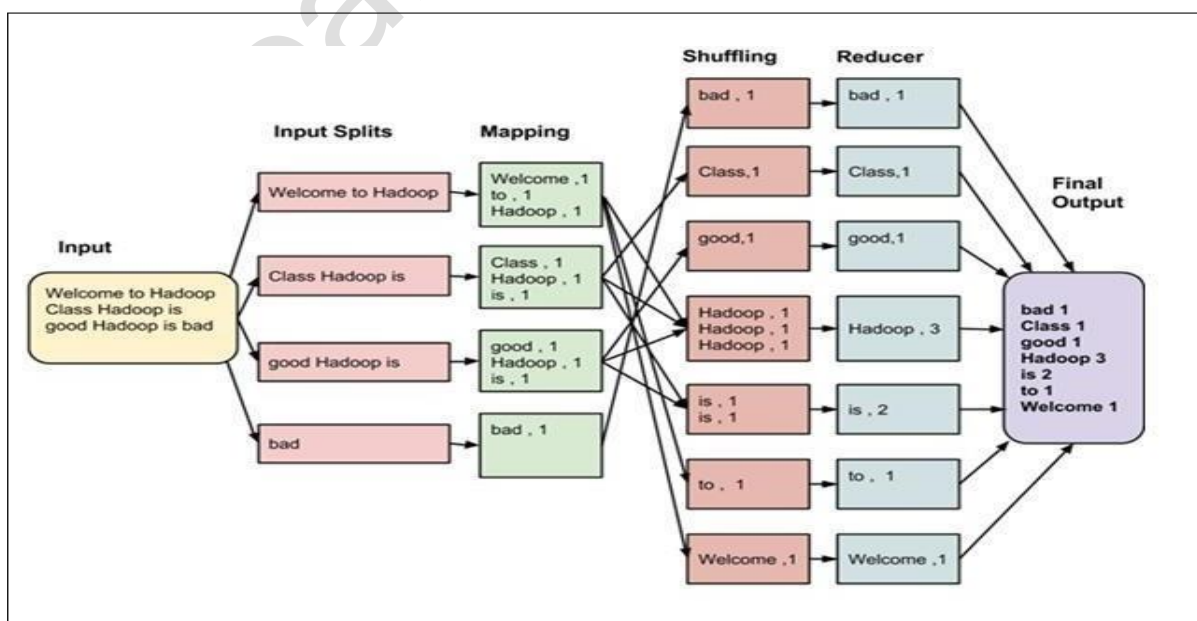 Input
Welcome to Hadoop
Class Hadoop is
good Hadoop is bad
Input Splits
Welcome to Hadoop
Class Hadoop is
good Hadoop is
bad
Mapping
Welcome ,1
to , 1
Hadoop , 1
Class , 1
Hadoop , 1
is , 1
good , 1
Hadoop , 1
is , 1
bad , 1
Shuffling
bad , 1
Class,1
good,1
Hadoop , 1
Hadoop , 1
Hadoop , 1
is , 1
is , 1
to , 1
Welcome ,1
Reducer
bad , 1
Class,1
good,1
Hadoop , 3
is , 2
to , 1
Welcome ,1
Final
Output
bad 1
Class 1
good 1
Hadoop 3
is 2
to 1
Welcome 1